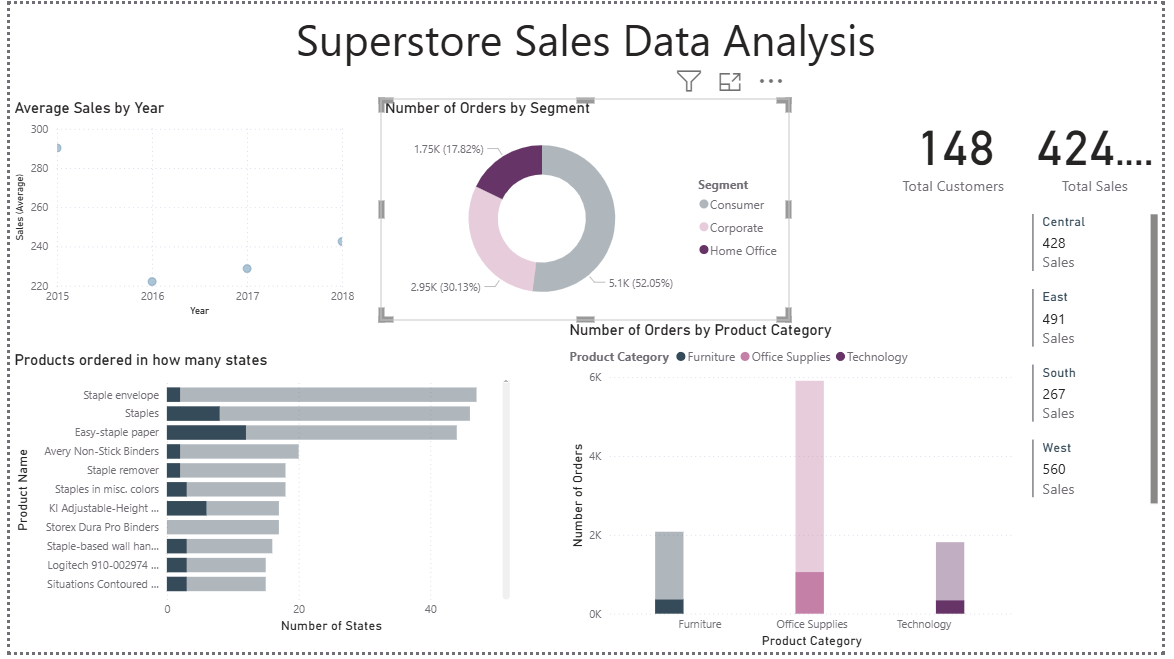 Superstore Sales Data Analysis
Average Sales by Year
300
280
260
240
220
Sales (Average)
2015 2016 2017 2018
Year
Number of Orders by Segment
1.75K (17.82%)
2.95K (30.13%)
5.1K (52.05%)
Segment
Consumer
Corporate
Home Office
148
Total Customers
424....
Total Sales
Central
428
Sales
East
491
Sales
South
267
Sales
West
560
Sales
Products ordered in how many states
Product Name
Staple envelope
Staples
Easy-staple paper
Avery Non-Stick Binders
Staple remover
Staples in misc. colors
KI Adjustable-Height ...
Storex Dura Pro Binders
Staple-based wall han...
Logitech 910-002974 ...
Situations Contoured ...
0 20 40
Number of States
Number of Orders by Product Category
Product Category Furniture Office Supplies Technology
6K
4K
2K
0K
Number of Orders
Furniture Office Supplies Technology
Product Category